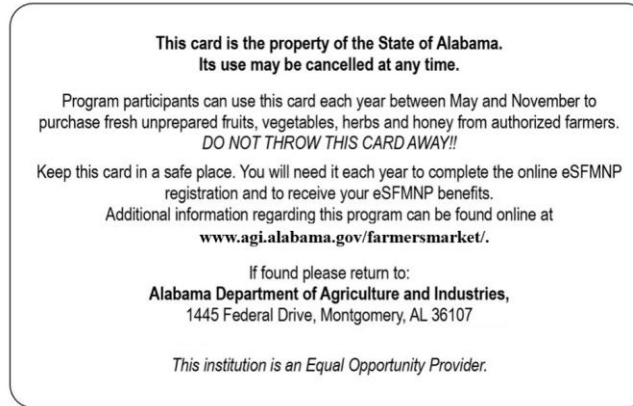 This card is the property of the State of Alabama.
Its use may be cancelled at any time.
Program participants can use this card each year between May and November to
purchase fresh unprepared fruits, vegetables, herbs and honey from authorized farmers.
DO NOT THROW THIS CARD AWAY!!
Keep this card in a safe place. You will need it each year to complete the online eSFMNP
registration and to receive your eSFMNP benefits.
Additional information regarding this program can be found online at
www.agi.alabama.gov/farmersmarket/.
If found please return to:
Alabama Department of Agriculture and Industries,
1445 Federal Drive, Montgomery, AL 36107
This institution is an Equal Opportunity Provider.